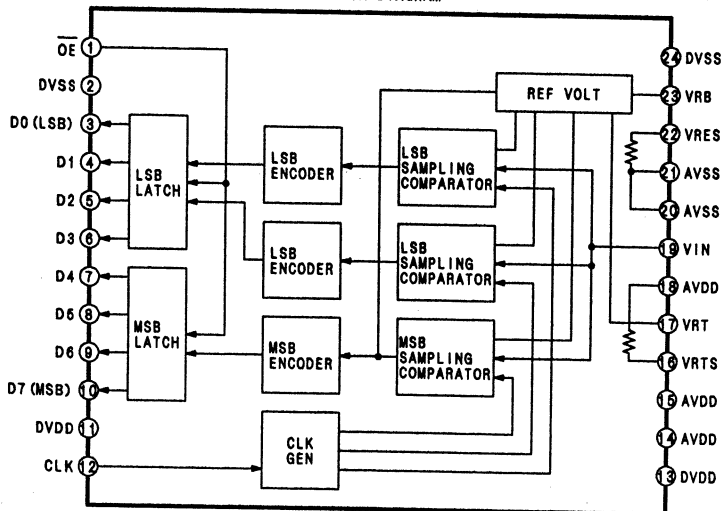 OE 1
DVSS 2
D0(LSB) 3
D1 4
D2 5
D3 6
D4 7
D5 8
D6 9
D7(MSB) 10
DVDD 11
CLK 12
LSB
LATCH
MSB
LATCH
LSB
ENCODER
LSB
ENCODER
MSB
ENCODER
CLK
GEN
LSB
SAMPLING
COMPARATOR
LSB
SAMPLING
COMPARATOR
MSB
SAMPLING
COMPARATOR
REF VOLT
24 DVSS
23 VRB
22 VRES
21 AVSS
20 AVSS
19 VIN
18 AVDD
17 VRT
16 VRTS
15 AVDD
14 AVDD
13 DVDD